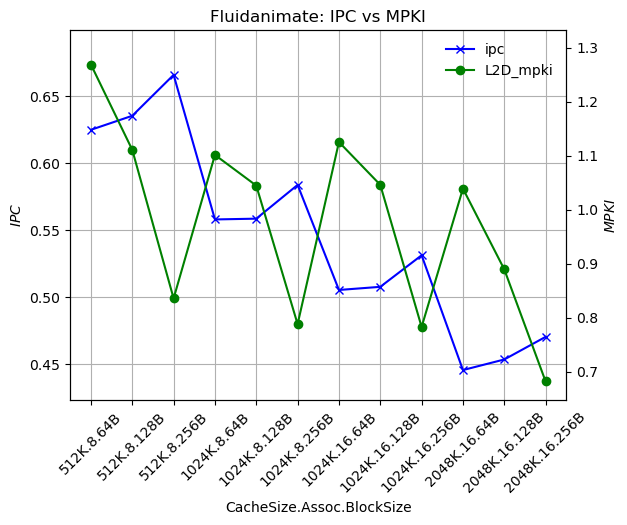 Fluidanimate: IPC vs MPKI
ipc
L2D_mpki
0.65
0.60
0.55
0.50
0.45
IPC
1.3
1.2
1.1
1.0
0.9
0.8
0.7
MPKI
512K.8.64B
512K.8.128B
512K.8.256B
1024K.8.64B
1024K.8.128B
1024K.8.256B
1024K.16.64B
1024K.16.128B
1024K.16.256B
2048K.16.64B
2048K.16.128B
2048K.16.256B
CacheSize.Assoc.BlockSize